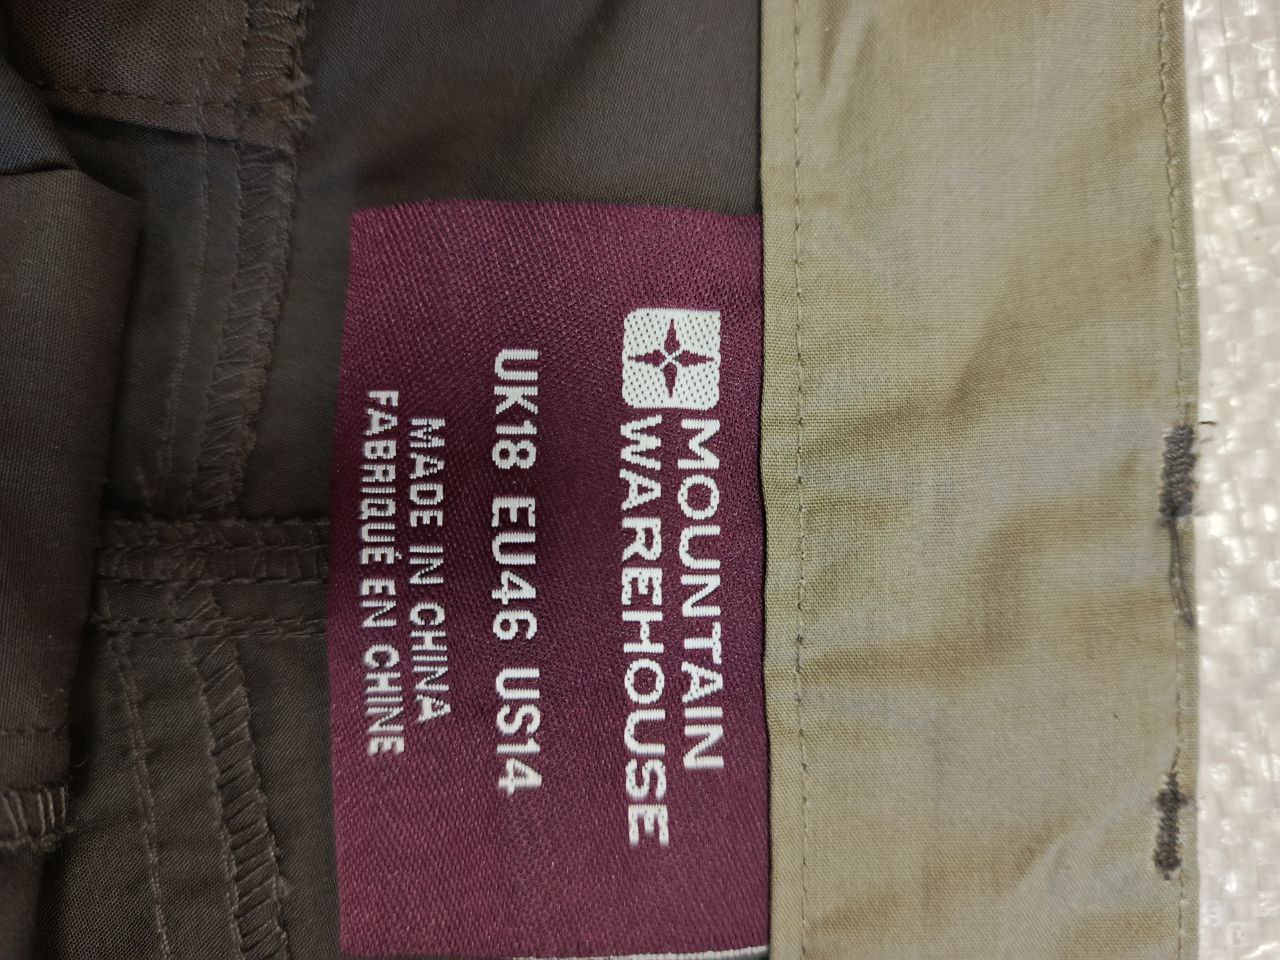 MOUNTAIN
WAREHOUSE
UK18 EU46 US14
MADE IN CHINA
FABRIQUÉ EN CHINE